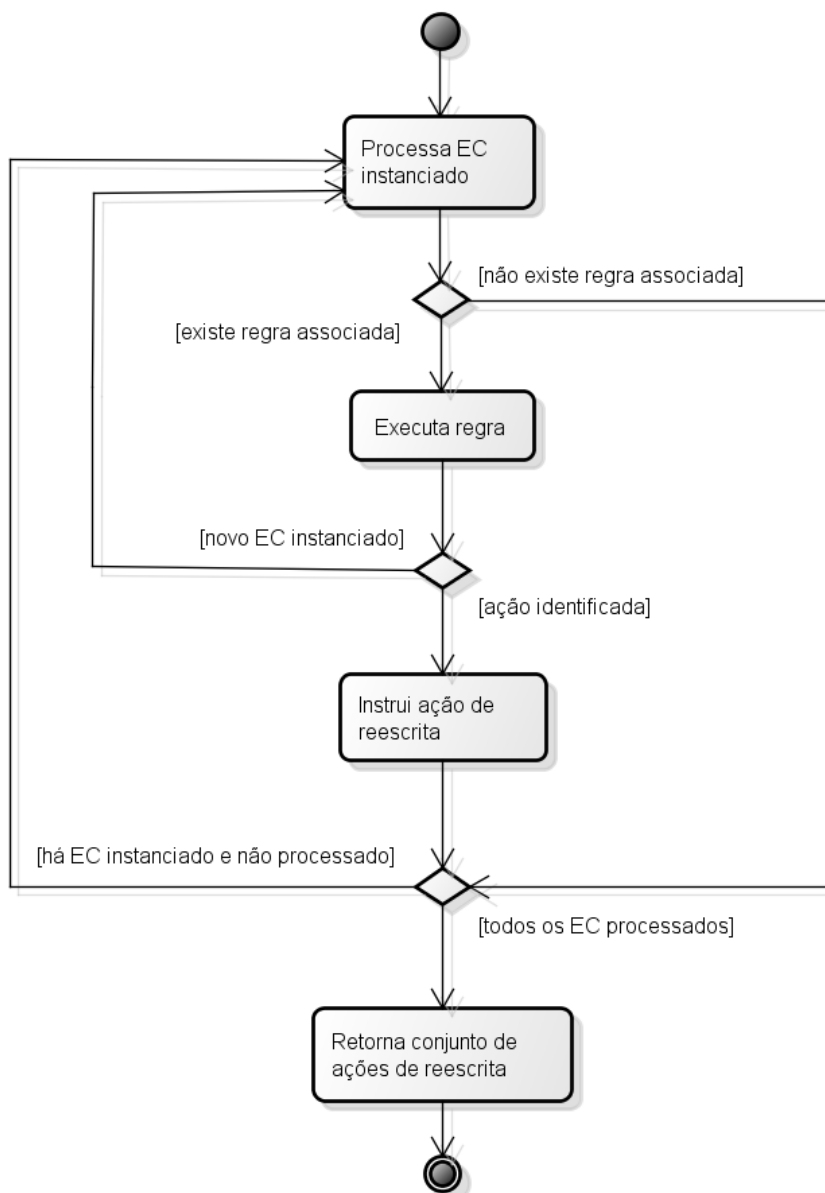 Processa EC
instanciado
[não existe regra associada]
[existe regra associada]
Executa regra
[novo EC instanciado]
[ação identificada]
Instrui ação de
reescrita
[há EC instanciado e não processado]
[todos os EC processados]
Retorna conjunto de
ações de reescrita